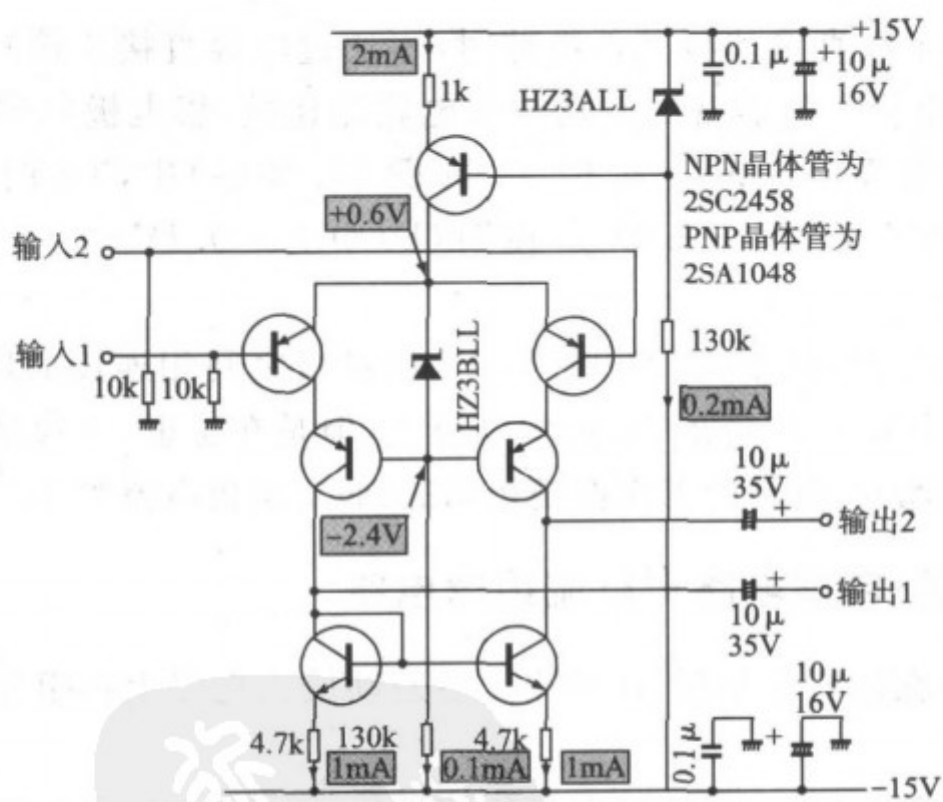 +15V
2mA
0.1μ
+
10μ
16V
1k
HZ3ALL
NPN晶体管为
2SC2458
PNP晶体管为
2SA1048
+0.6V
输入2
输入1
10k
10k
HZ3BLL
130k
0.2mA
10μ
35V
+
输出2
-2.4V
+
输出1
10μ
35V
4.7k
130k
4.7k
1mA
0.1mA
1mA
0.1μ
+
10μ
16V
-15V